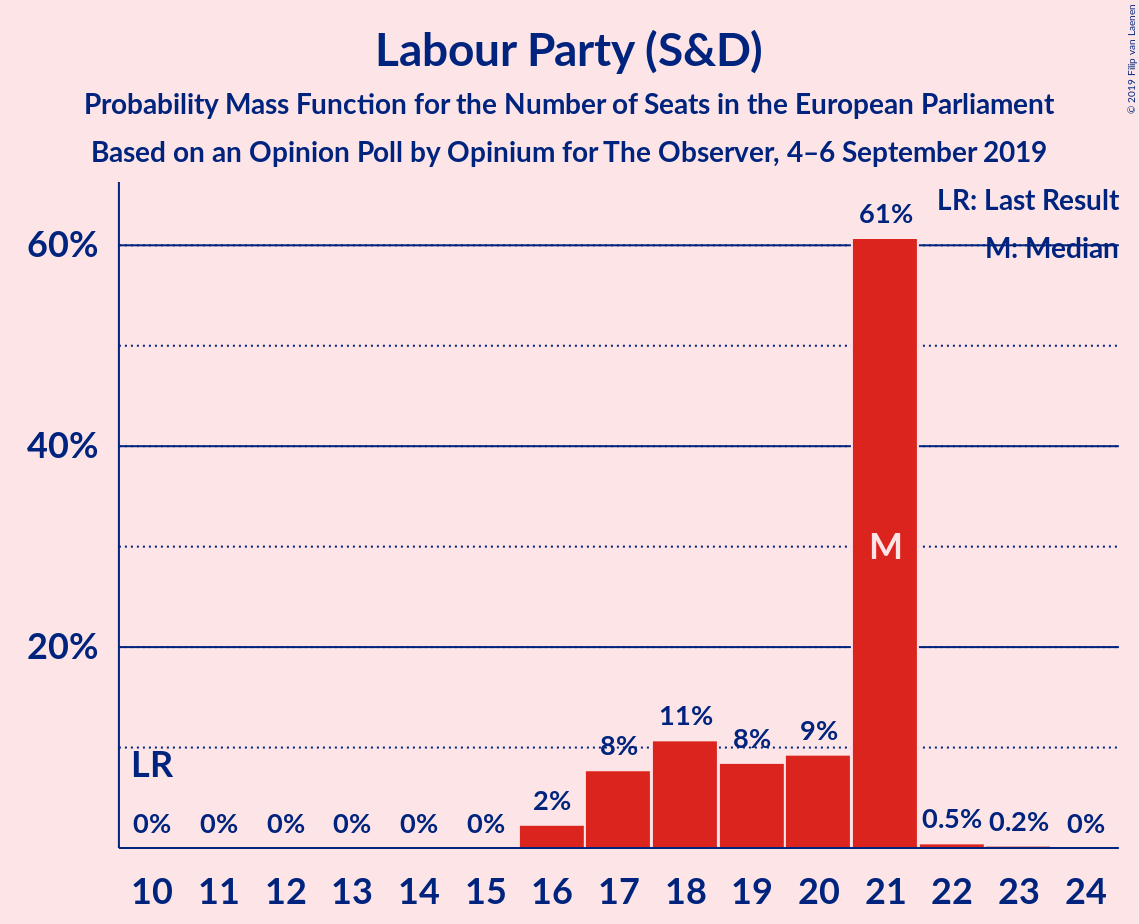 Labour Party (S&D)
Probability Mass Function for the Number of Seats in the European Parliament
Based on an Opinion Poll by Opinium for The Observer, 4–6 September 2019
© 2019 Filip van Laenen
LR: Last Result
M: Median
60%
40%
20%
61%
M
LR
0% 0% 0% 0% 0% 0% 2% 8% 11% 8% 9% 0.5% 0.2% 0%
10 11 12 13 14 15 16 17 18 19 20 21 22 23 24